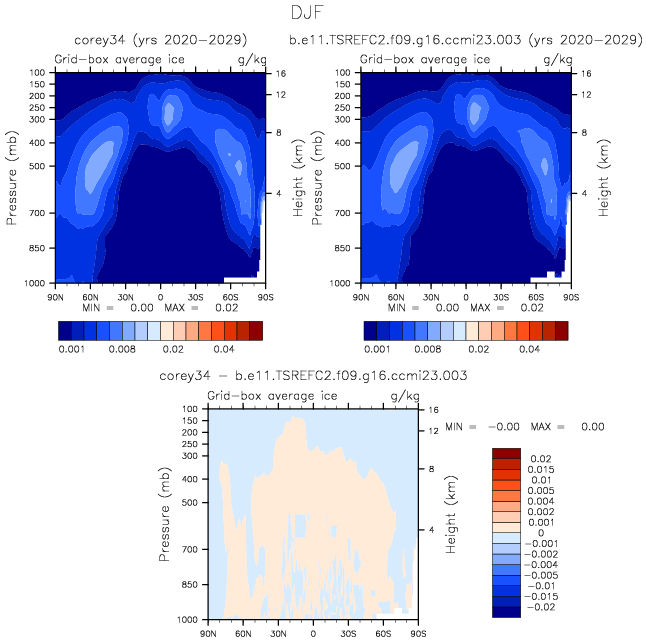 DJF
corey34 (yrs 2020-2029)
b.e11.TSREFC2.f09.g16.ccmi23.003 (yrs 2020-2029)
Grid-box average ice g/kg
Grid-box average ice g/kg
100 150 200 250 300 400 500 700 850 1000
Pressure (mb)
16 12 8 4
Height (km)
90N 60N 30N 0 30S 60S 90S
MIN = 0.00 MAX = 0.02
0.001 0.008 0.02 0.04
100 150 200 250 300 400 500 700 850 1000
Pressure (mb)
16 12 8 4
Height (km)
90N 60N 30N 0 30S 60S 90S
MIN = 0.00 MAX = 0.02
0.001 0.008 0.02 0.04
corey34 - b.e11.TSREFC2.f09.g16.ccmi23.003
Grid-box average ice g/kg
100 150 200 250 300 400 500 700 850 1000
Pressure (mb)
16 12 8 4
Height (km)
90N 60N 30N 0 30S 60S 90S
MIN = -0.00 MAX = 0.00
0.02
0.015
0.01
0.005
0.004
0.002
0.001
0
-0.001
-0.002
-0.004
-0.005
-0.01
-0.015
-0.02